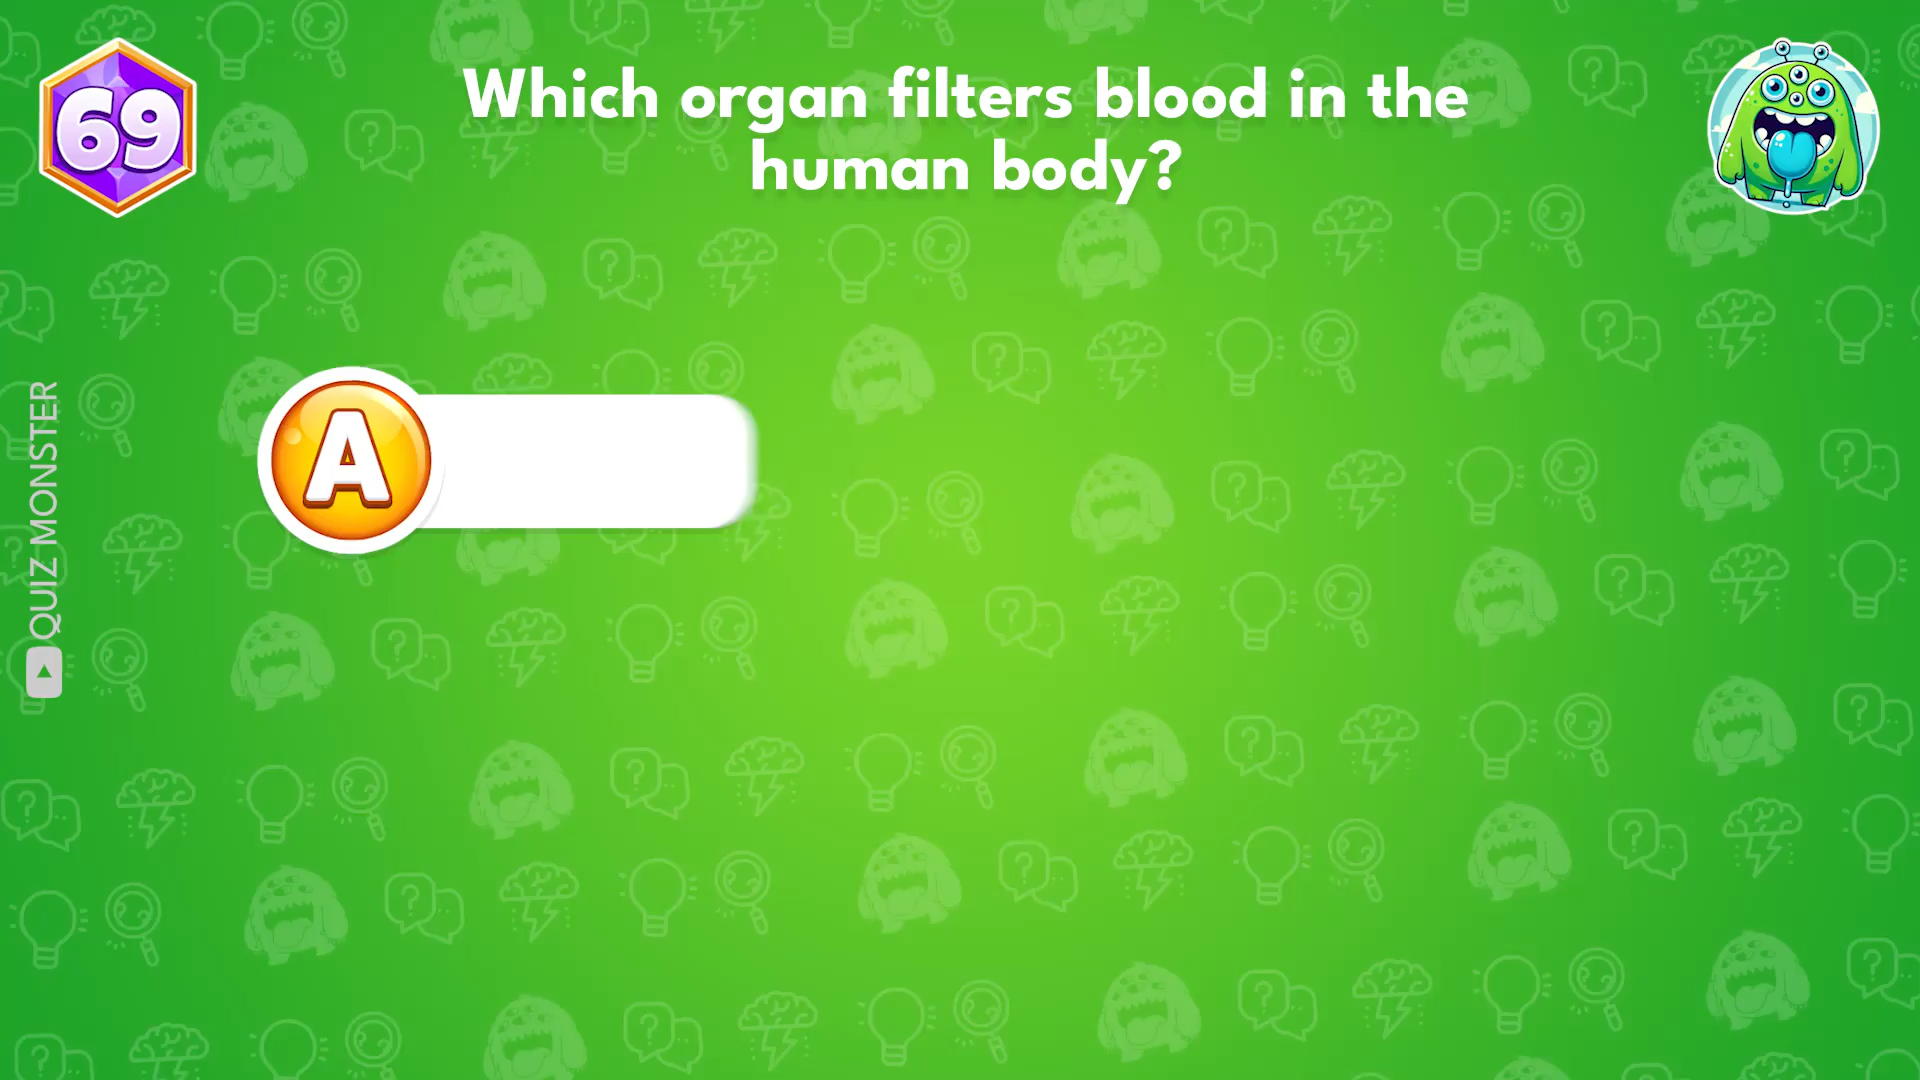 69
Which organ filters blood in the
human body?
A
QUIZ MONSTER